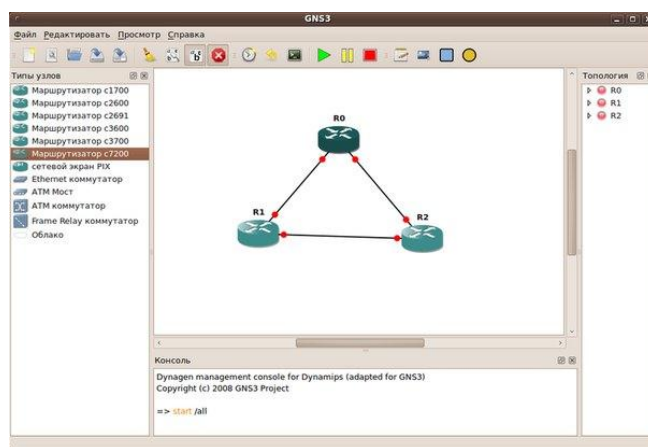 GNS3
Файл Редактировать Просмотр Справка
Типы узлов
Маршрутизатор c1700
Маршрутизатор c2600
Маршрутизатор c2691
Маршрутизатор c3600
Маршрутизатор c3700
Маршрутизатор c7200
сетевой экран PIX
Ethernet коммутатор
ATM Мост
ATM коммутатор
Frame Relay коммутатор
Облако
R0
R1
R2
Топология
R0
R1
R2
Консоль
Dynagen management console for Dynamips (adapted for GNS3)
Copyright (c) 2008 GNS3 Project
=> start /all